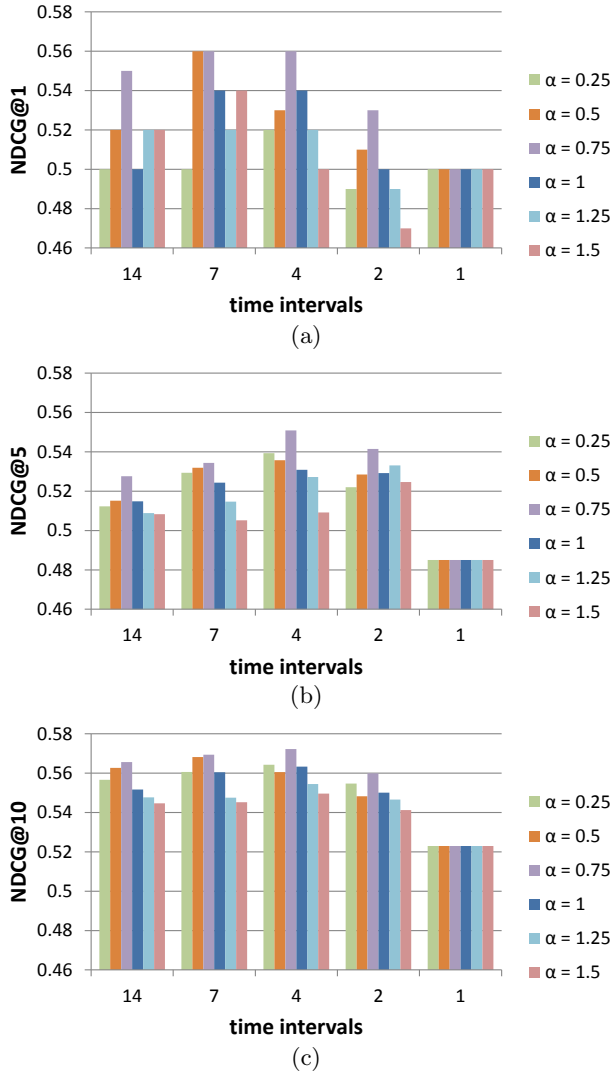 0.58
0.56
0.54
0.52
0.5
0.48
0.46
NDCG@1
14 7 4 2 1
time intervals
α = 0.25
α = 0.5
α = 0.75
α = 1
α = 1.25
α = 1.5
(a)
0.58
0.56
0.54
0.52
0.5
0.48
0.46
NDCG@5
14 7 4 2 1
time intervals
α = 0.25
α = 0.5
α = 0.75
α = 1
α = 1.25
α = 1.5
(b)
0.58
0.56
0.54
0.52
0.5
0.48
0.46
NDCG@10
14 7 4 2 1
time intervals
α = 0.25
α = 0.5
α = 0.75
α = 1
α = 1.25
α = 1.5
(c)